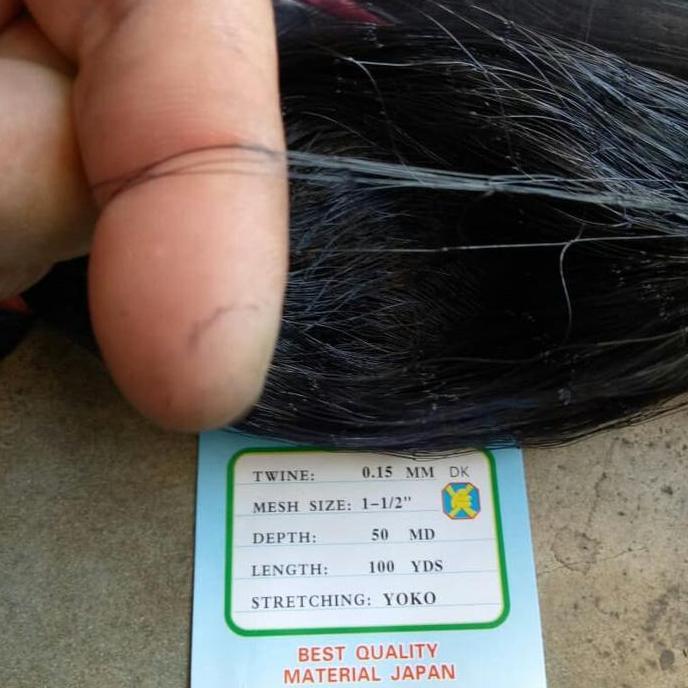 TWINE: 0.15 MM DK
MESH SIZE: 1-1/2"
DEPTH: 50 MD
LENGTH: 100 YDS
STRETCHING: YOKO
BEST QUALITY
MATERIAL JAPAN